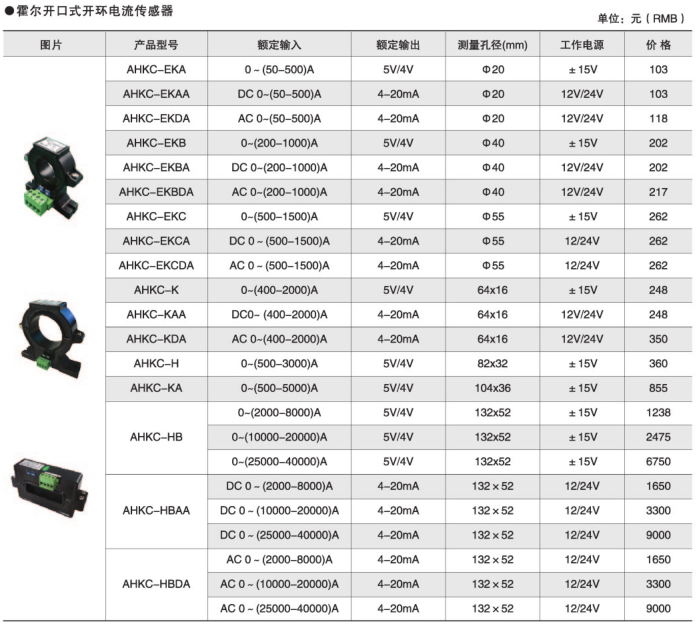 ●霍尔开口式开环电流传感器
单位：元（RMB）
图片 产品型号 额定输入 额定输出 测量孔径(mm) 工作电源 价 格
AHKC-EKA 0~(50-500)A 5V/4V Φ20 ±15V 103
AHKC-EKAA DC 0~(50-500)A 4-20mA Φ20 12V/24V 103
AHKC-EKDA AC 0~(50-500)A 4-20mA Φ20 12V/24V 118
AHKC-EKB 0~(200-1000)A 5V/4V Φ40 ±15V 202
AHKC-EKBA DC 0~(200-1000)A 4-20mA Φ40 12V/24V 202
AHKC-EKBDA AC 0~(200-1000)A 4-20mA Φ40 12V/24V 217
AHKC-EKC 0~(500-1500)A 5V/4V Φ55 ±15V 262
AHKC-EKCA DC 0~(500-1500)A 4-20mA Φ55 12/24V 262
AHKC-EKCDA AC 0~(500-1500)A 4-20mA Φ55 12/24V 262
AHKC-K 0~(400-2000)A 5V/4V 64x16 ±15V 248
AHKC-KAA DC0~(400-2000)A 4-20mA 64x16 12V/24V 248
AHKC-KDA AC 0~(400-2000)A 4-20mA 64x16 12V/24V 350
AHKC-H 0~(500-3000)A 5V/4V 82x32 ±15V 360
AHKC-KA 0~(500-5000)A 5V/4V 104x36 ±15V 855
AHKC-HB 0~(2000-8000)A 5V/4V 132x52 ±15V 1238
0~(10000-20000)A 5V/4V 132x52 ±15V 2475
0~(25000-40000)A 5V/4V 132x52 ±15V 6750
AHKC-HBAA DC 0~(2000-8000)A 4-20mA 132×52 12/24V 1650
DC 0~(10000-20000)A 4-20mA 132×52 12/24V 3300
DC 0~(25000-40000)A 4-20mA 132×52 12/24V 9000
AHKC-HBDA AC 0~(2000-8000)A 4-20mA 132×52 12/24V 1650
AC 0~(10000-20000)A 4-20mA 132×52 12/24V 3300
AC 0~(25000-40000)A 4-20mA 132×52 12/24V 9000